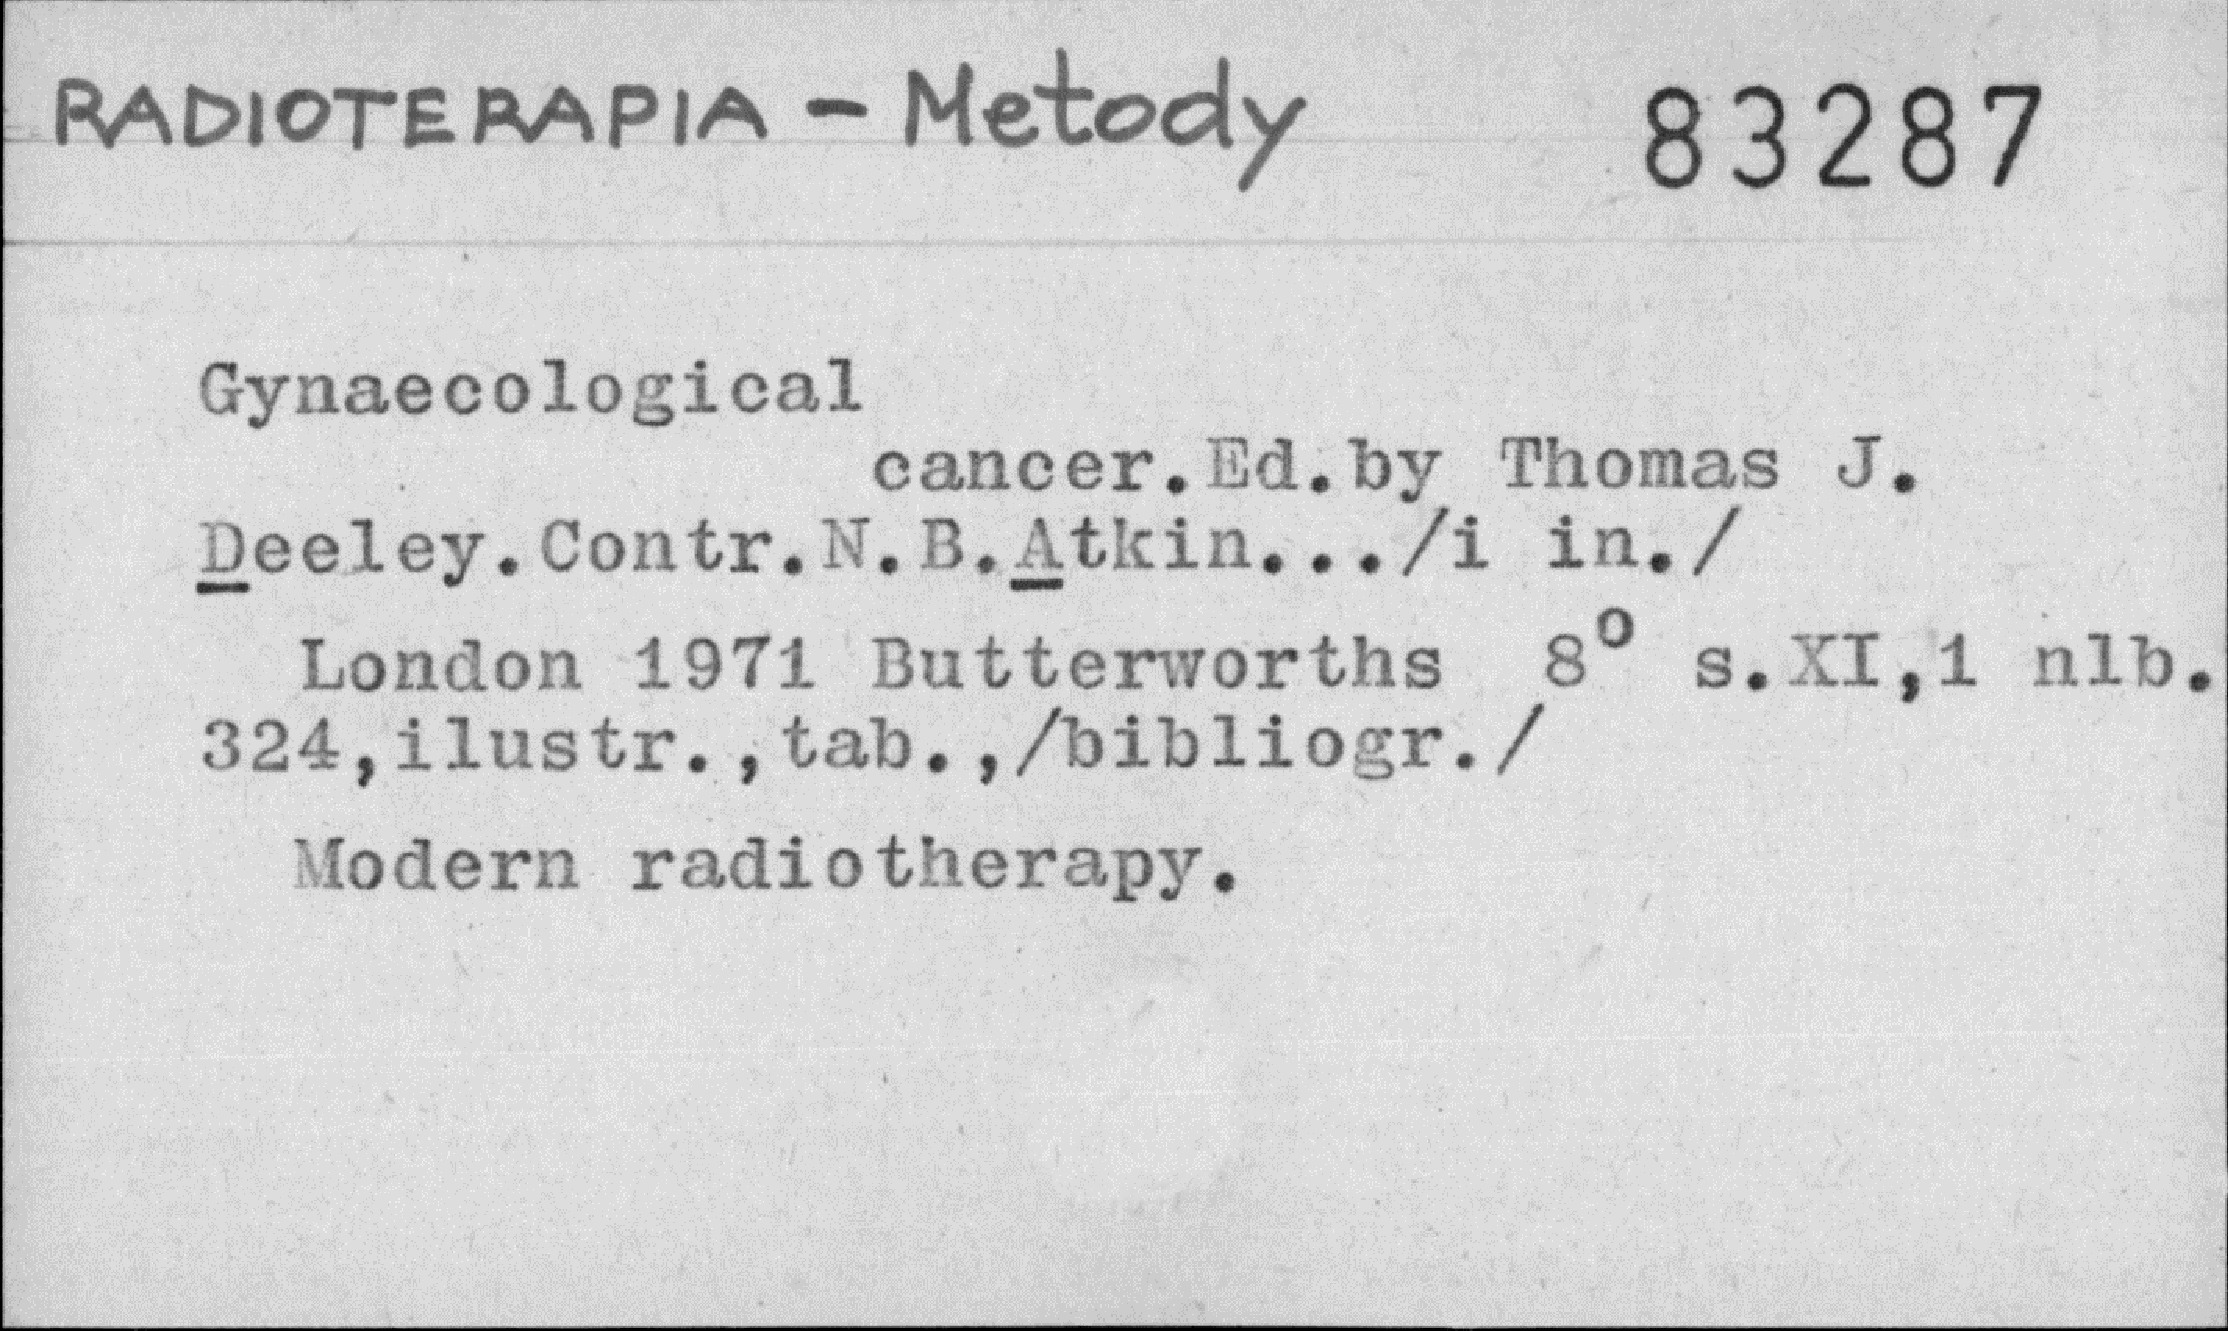 RADIOTERAPIA - Metody 83287
Gynaecological
cancer.Ed.by Thomas J.
Deeley.Contr.N.B.Atkin.../i in./
London 1971 Butterworths 8° s.XI,1 nlb.
324,ilustr.,tab.,/bibliogr./
Modern radiotherapy.